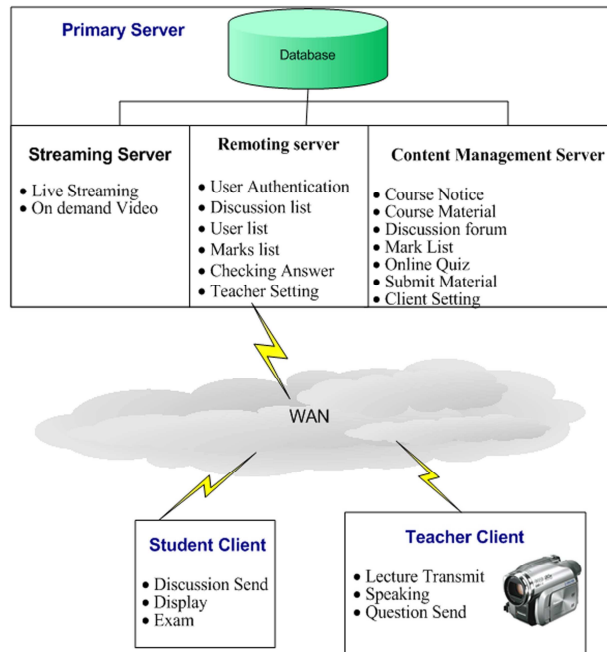 Primary Server
Database
Streaming Server
• Live Streaming
• On demand Video
Remoting server
• User Authentication
• Discussion list
• User list
• Marks list
• Checking Answer
• Teacher Setting
Content Management Server
• Course Notice
• Course Material
• Discussion forum
• Mark List
• Online Quiz
• Submit Material
• Client Setting
WAN
Student Client
• Discussion Send
• Display
• Exam
Teacher Client
• Lecture Transmit
• Speaking
• Question Send